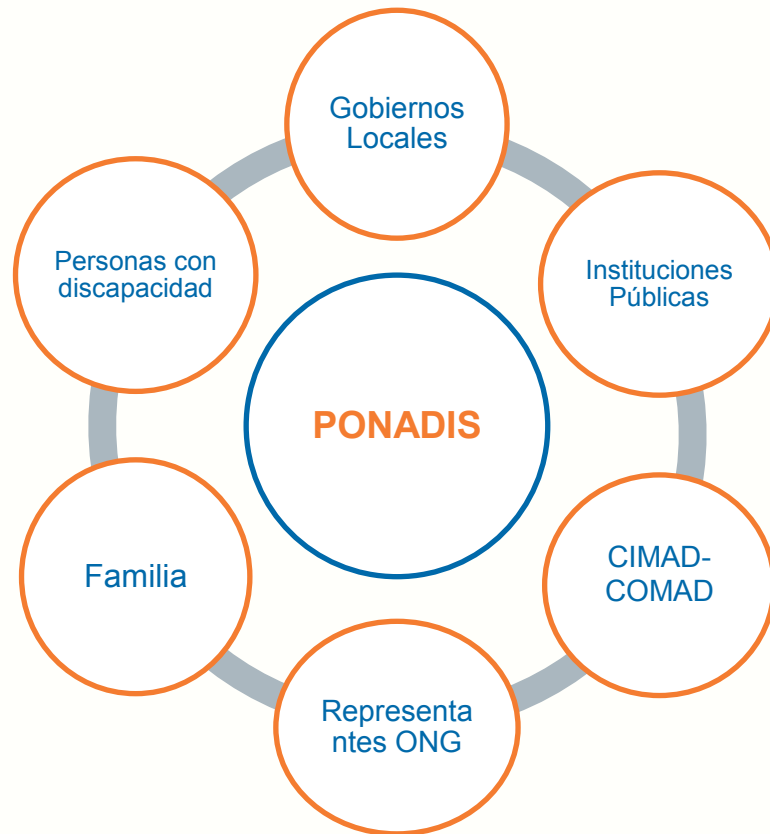 Gobiernos
Locales
Instituciones
Públicas
CIMAD-
COMAD
Representa
ntes ONG
Familia
Personas con
discapacidad
PONADIS